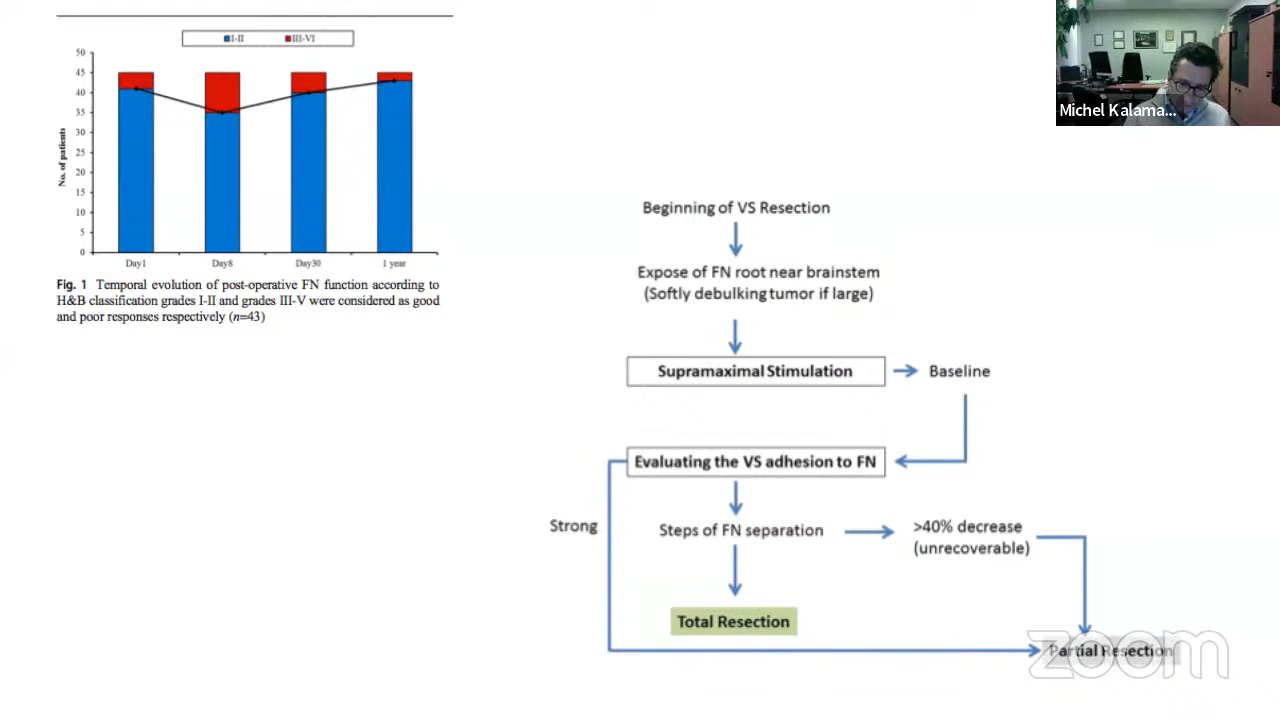 I-II
III-VI
50
45
40
35
30
25
20
15
10
5
0
No. of patients
Day1
Day8
Day30
1 year
Fig. 1 Temporal evolution of post-operative FN function according to
H&B classification grades I-II and grades III-V were considered as good
and poor responses respectively (n=43)
Michel Kalama...
Beginning of VS Resection
Expose of FN root near brainstem
(Softly debulking tumor if large)
Supramaximal Stimulation
Baseline
Evaluating the VS adhesion to FN
Strong
Steps of FN separation
>40% decrease
(unrecoverable)
Total Resection
Partial Resection
zoom